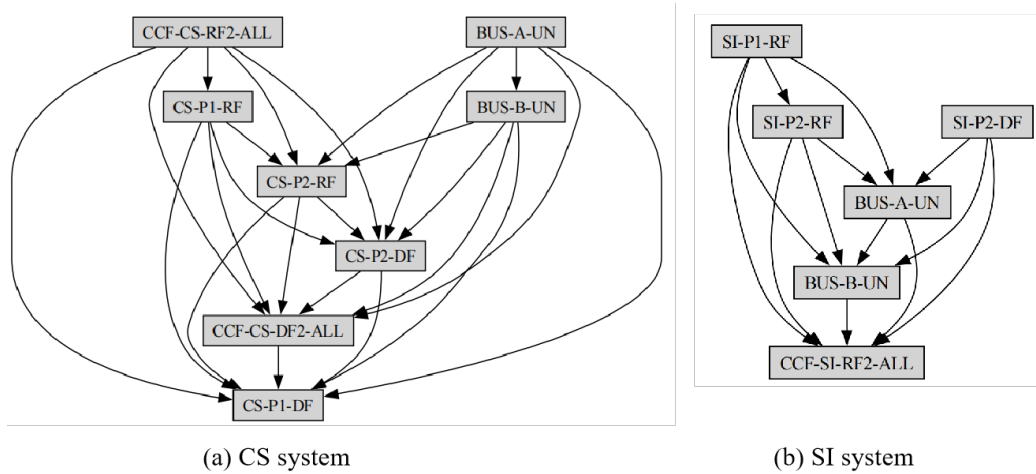 CCF-CS-RF2-ALL
BUS-A-UN
CS-P1-RF
BUS-B-UN
CS-P2-RF
CS-P2-DF
CCF-CS-DF2-ALL
CS-P1-DF
(a) CS system
SI-P1-RF
SI-P2-RF
SI-P2-DF
BUS-A-UN
BUS-B-UN
CCF-SI-RF2-ALL
(b) SI system